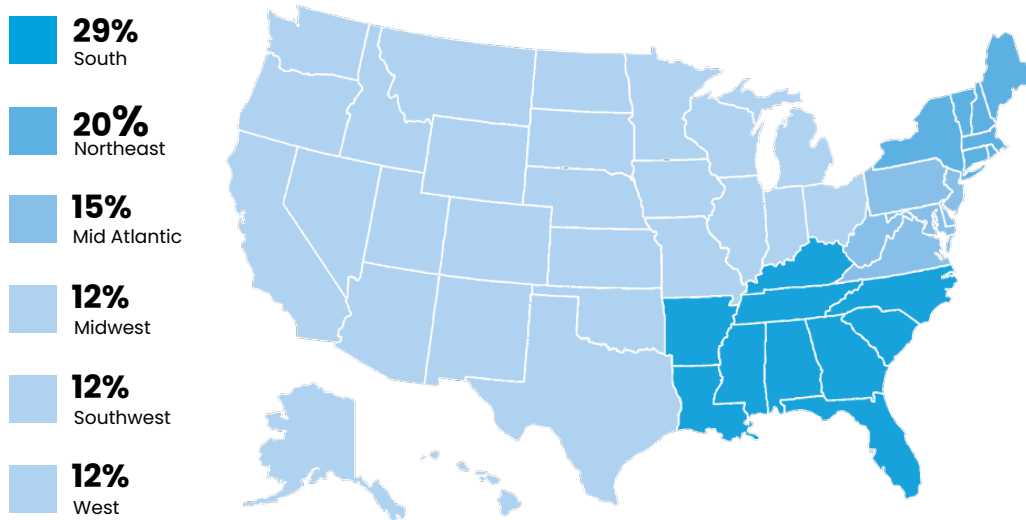 29%
South
20%
Northeast
15%
Mid Atlantic
12%
Midwest
12%
Southwest
12%
West